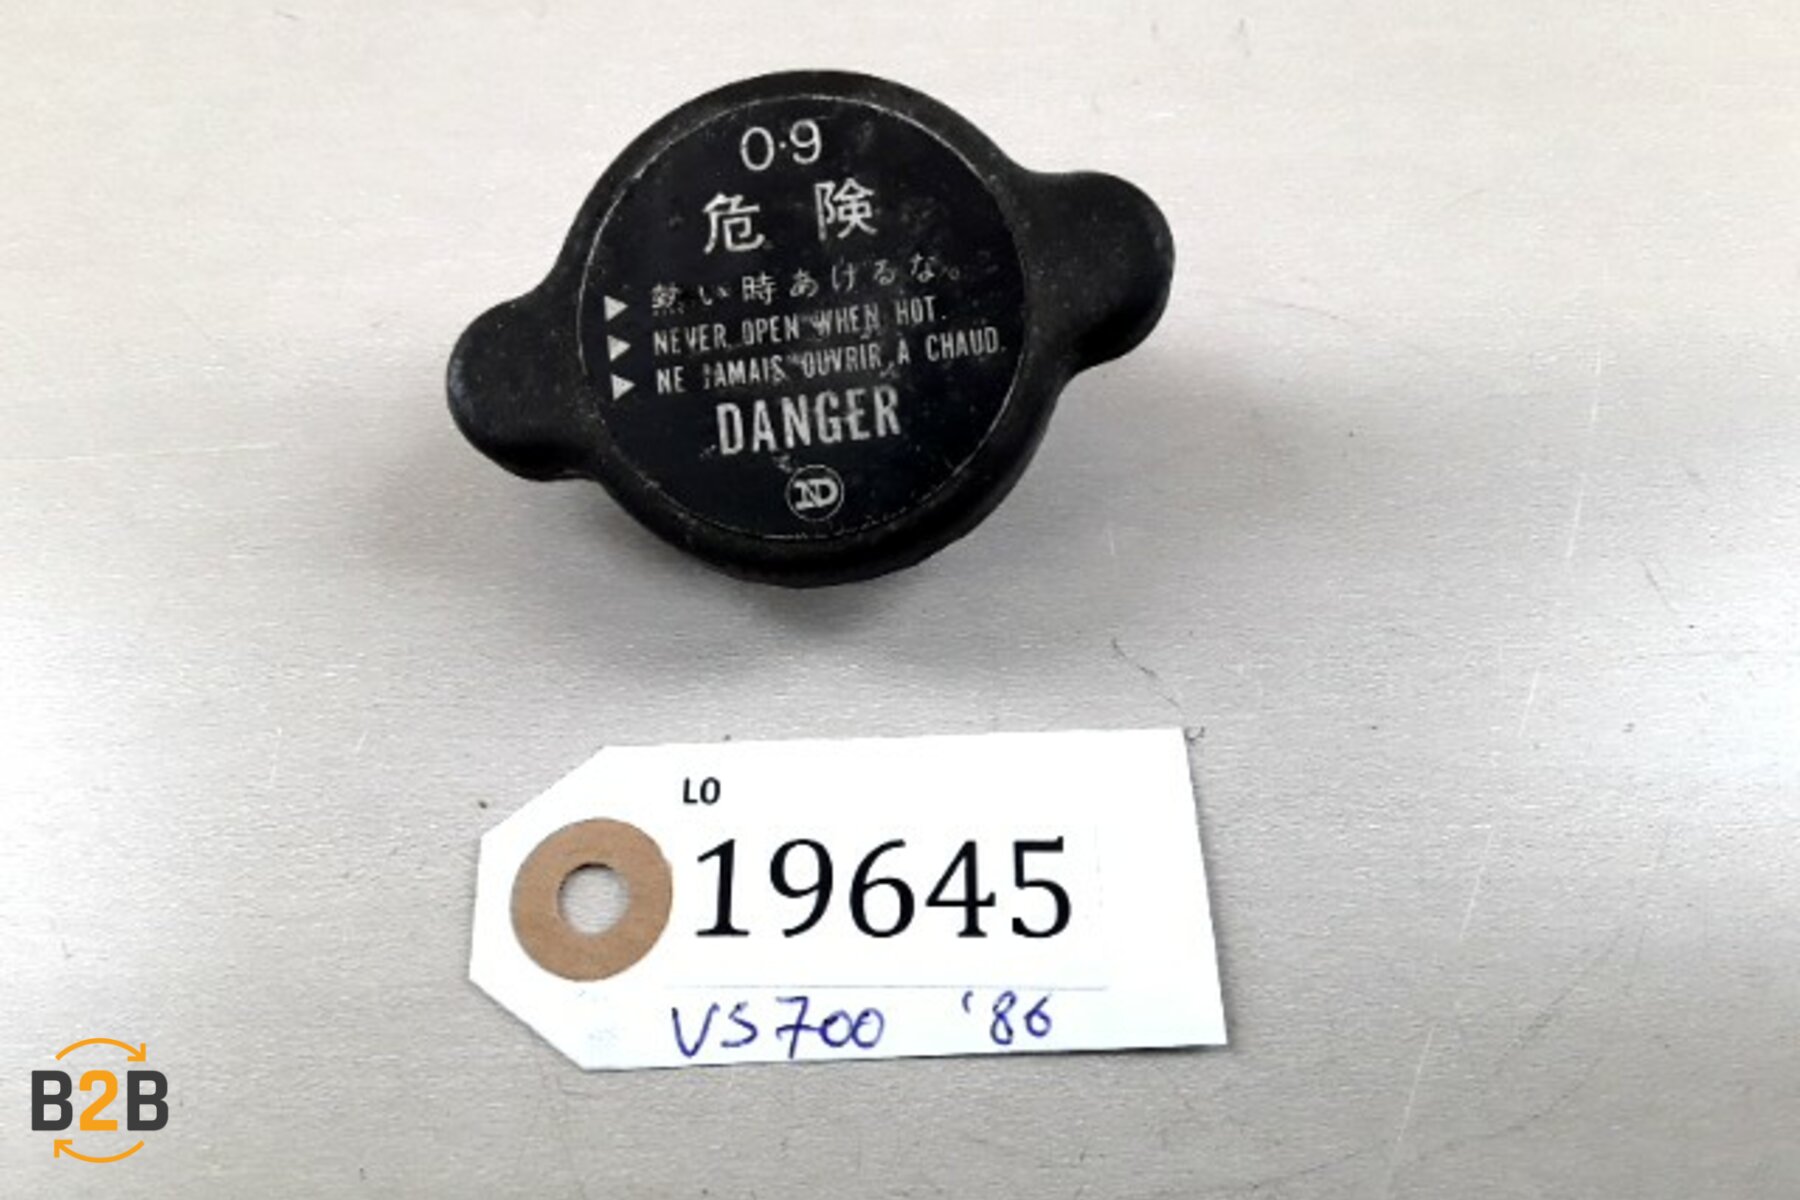 0·9
危険
▶ 熱い時あけるな。
▶ NEVER OPEN WHEN HOT.
▶ NE JAMAIS OUVRIR A CHAUD.
DANGER
ND
LO
19645
VS700 '86
B2B